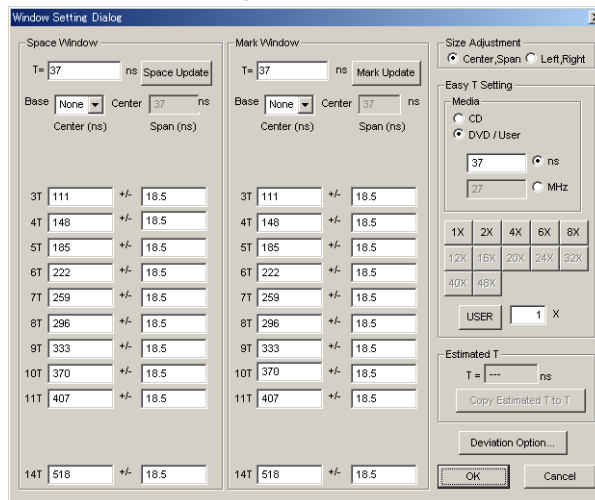 Window Setting Dialog
Space Window
T= 37 ns Space Update
Base None Center 37 ns
Center (ns) Span (ns)
3T 111 +/- 18.5
4T 148 +/- 18.5
5T 185 +/- 18.5
6T 222 +/- 18.5
7T 259 +/- 18.5
8T 296 +/- 18.5
9T 333 +/- 18.5
10T 370 +/- 18.5
11T 407 +/- 18.5
14T 518 +/- 18.5
Mark Window
T= 37 ns Mark Update
Base None Center 37 ns
Center (ns) Span (ns)
3T 111 +/- 18.5
4T 148 +/- 18.5
5T 185 +/- 18.5
6T 222 +/- 18.5
7T 259 +/- 18.5
8T 296 +/- 18.5
9T 333 +/- 18.5
10T 370 +/- 18.5
11T 407 +/- 18.5
14T 518 +/- 18.5
Size Adjustment
Center,Span Left,Right
Easy T Setting
Media
CD
DVD / User
37 ns
27 MHz
1X 2X 4X 6X 8X
12X 16X 20X 24X 32X
40X 48X
USER 1 X
Estimated T
T = --- ns
Copy Estimated T to T
Deviation Option...
OK Cancel